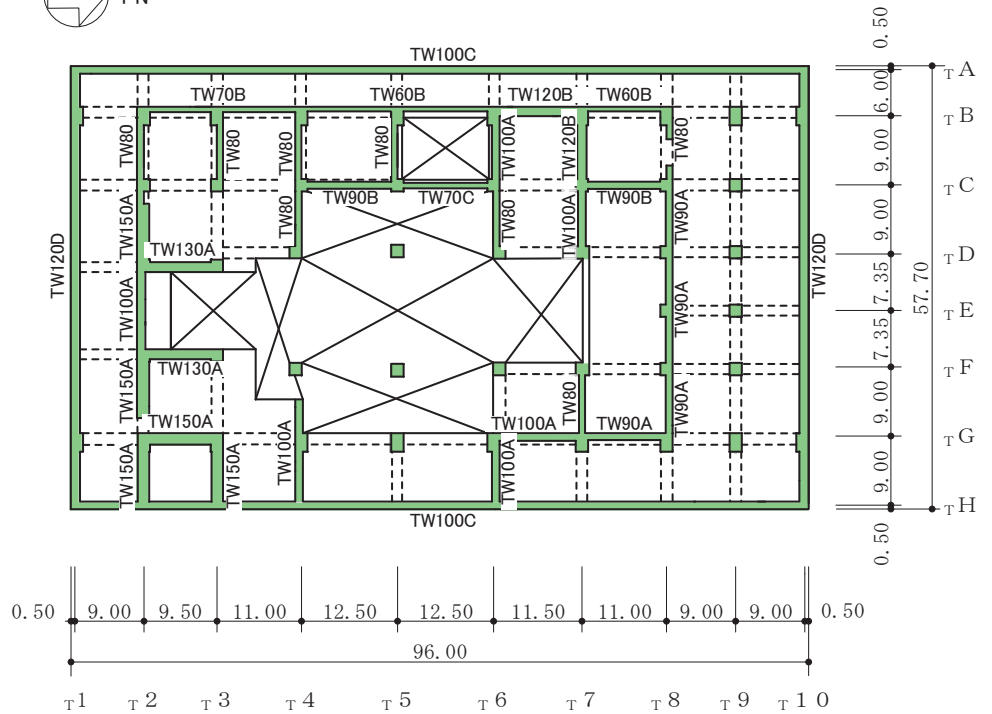 PN
TW100C
TW70B TW60B TW120B TW60B
TW80 TW80 TW80 TW80 TW100A TW120B TW80
TW90B TW70C TW90B
TW150A TW80 TW80 TW100A TW90A
TW130A
TW120D TW100A TW90A TW120D
TW130A
TW150A TW80 TW90A
TW150A TW100A TW90A
TW150A TW150A TW100A TW100A
TW100C
0.50
6.00
9.00
9.00
7.35
7.35
9.00
9.00
0.50
57.70
TA
TB
TC
TD
TE
TF
TG
TH
0.50 9.00 9.50 11.00 12.50 12.50 11.50 11.00 9.00 9.00 0.50
96.00
T1 T2 T3 T4 T5 T6 T7 T8 T9 T10